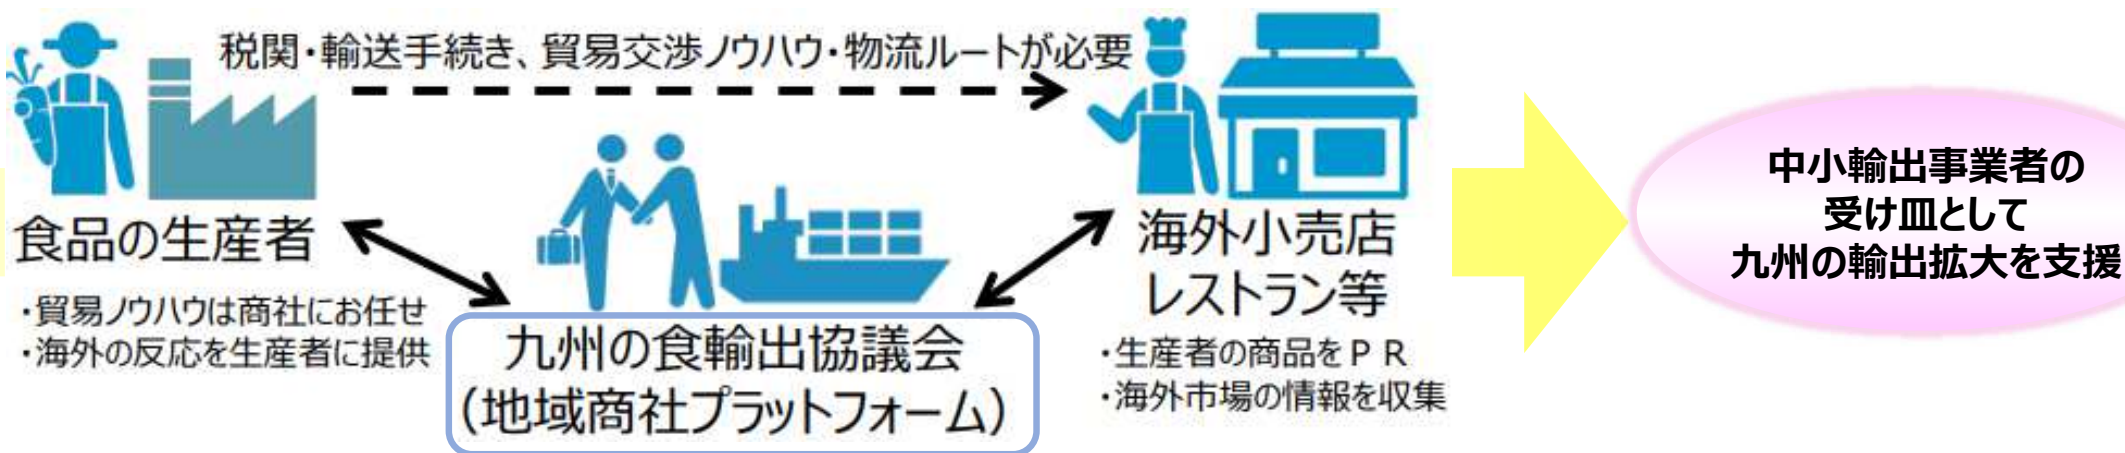 税関・輸送手続き、貿易交渉ノウハウ・物流ルートが必要
食品の生産者
・貿易ノウハウは商社にお任せ
・海外の反応を生産者に提供
九州の食輸出協議会
（地域商社プラットフォーム）
海外小売店
レストラン等
・生産者の商品をＰＲ
・海外市場の情報を収集
中小輸出事業者の
受け皿として
九州の輸出拡大を支援